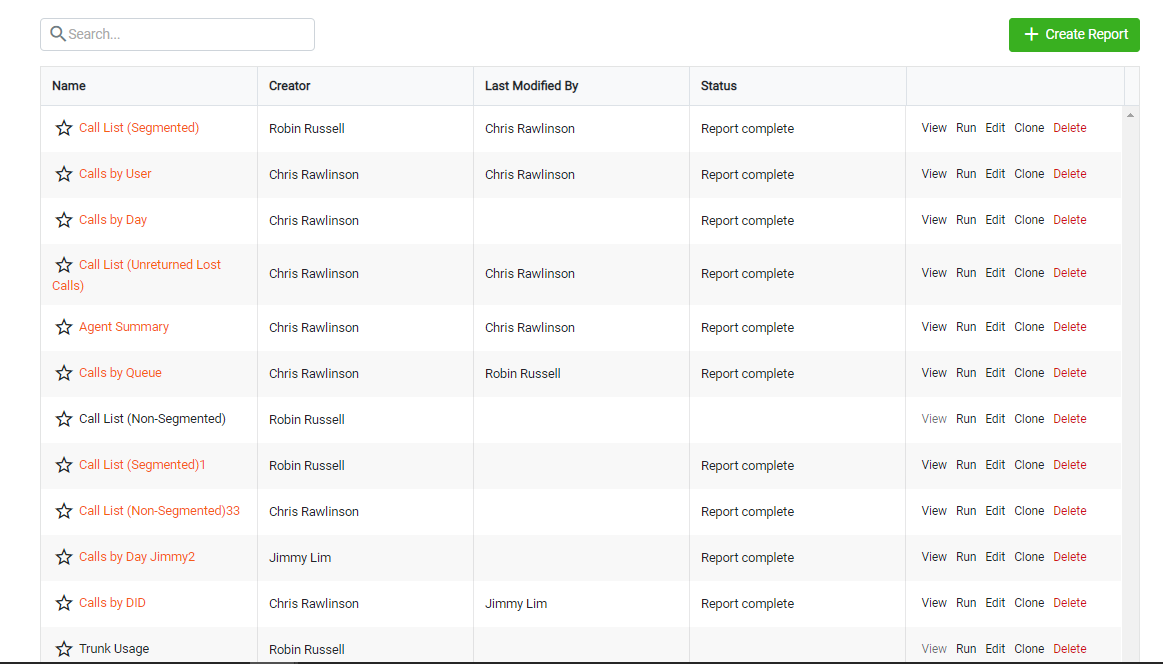 Search...
Create Report
Name Creator Last Modified By Status
Call List (Segmented) Robin Russell Chris Rawlinson Report complete View Run Edit Clone Delete
Calls by User Chris Rawlinson Chris Rawlinson Report complete View Run Edit Clone Delete
Calls by Day Chris Rawlinson Report complete View Run Edit Clone Delete
Call List (Unreturned Lost
Calls) Chris Rawlinson Chris Rawlinson Report complete View Run Edit Clone Delete
Agent Summary Chris Rawlinson Chris Rawlinson Report complete View Run Edit Clone Delete
Calls by Queue Chris Rawlinson Robin Russell Report complete View Run Edit Clone Delete
Call List (Non-Segmented) Robin Russell View Run Edit Clone Delete
Call List (Segmented)1 Robin Russell Report complete View Run Edit Clone Delete
Call List (Non-Segmented)33 Chris Rawlinson Report complete View Run Edit Clone Delete
Calls by Day Jimmy2 Jimmy Lim Report complete View Run Edit Clone Delete
Calls by DID Chris Rawlinson Jimmy Lim Report complete View Run Edit Clone Delete
Trunk Usage Robin Russell View Run Edit Clone Delete